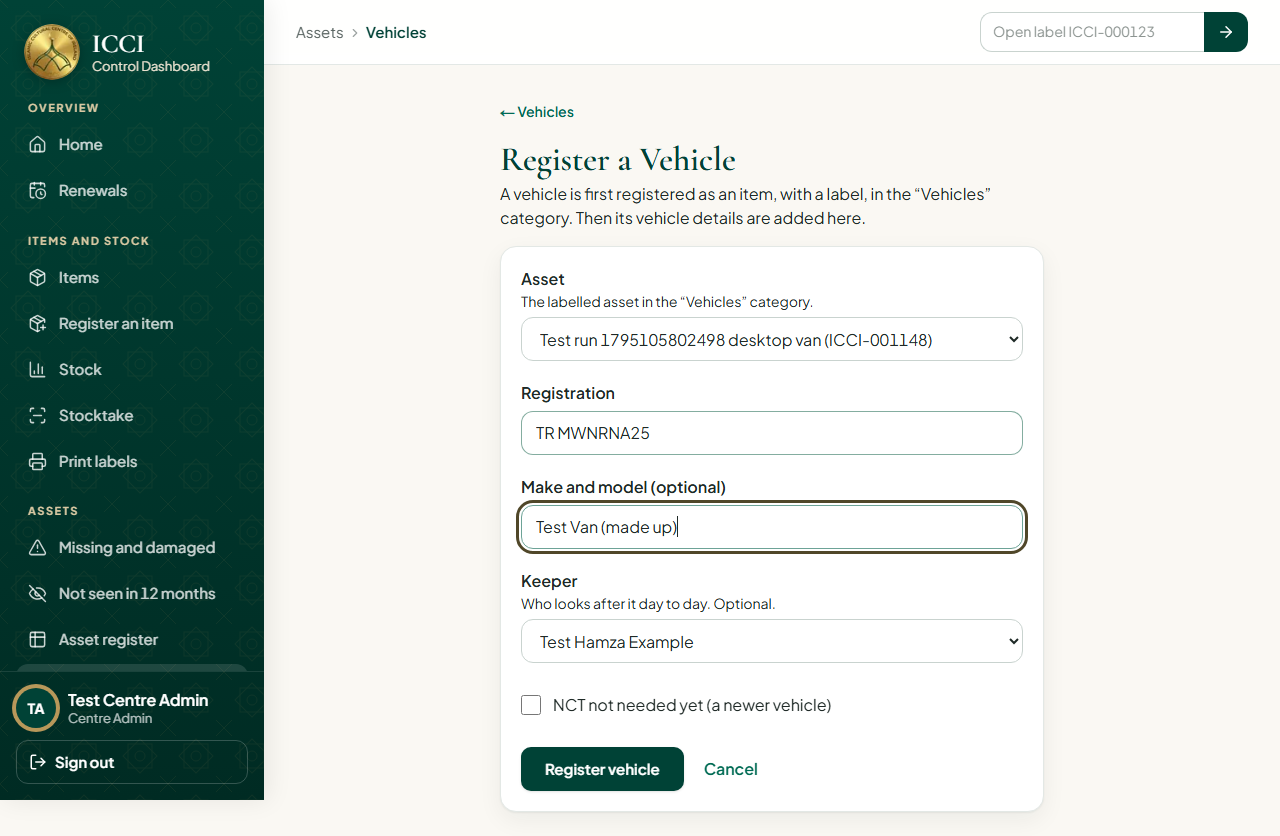 ICCI
Control Dashboard
OVERVIEW
Home
Renewals
ITEMS AND STOCK
Items
Register an item
Stock
Stocktake
Print labels
ASSETS
Missing and damaged
Not seen in 12 months
Asset register
TA
Test Centre Admin
Centre Admin
Sign out
Assets > Vehicles
Open label ICCI-000123
← Vehicles
Register a Vehicle
A vehicle is first registered as an item, with a label, in the “Vehicles”
category. Then its vehicle details are added here.
Asset
The labelled asset in the “Vehicles” category.
Test run 1795105802498 desktop van (ICCI-001148)
Registration
TR MWNRNA25
Make and model (optional)
Test Van (made up)
Keeper
Who looks after it day to day. Optional.
Test Hamza Example
NCT not needed yet (a newer vehicle)
Register vehicle
Cancel